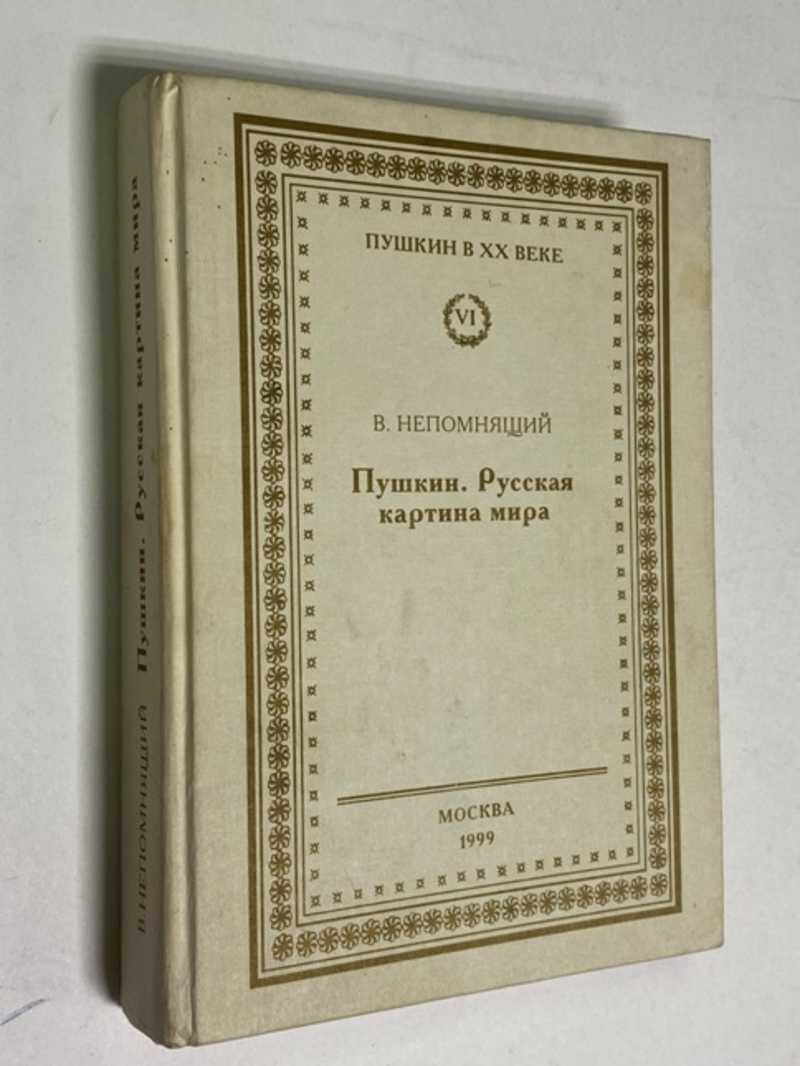 ПУШКИН В XX ВЕКЕ
VI
В. НЕПОМНЯЩИЙ
Пушкин. Русская
картина мира
МОСКВА
1999
В. НЕПОМНЯЩИЙ Пушкин. Русская картина мира